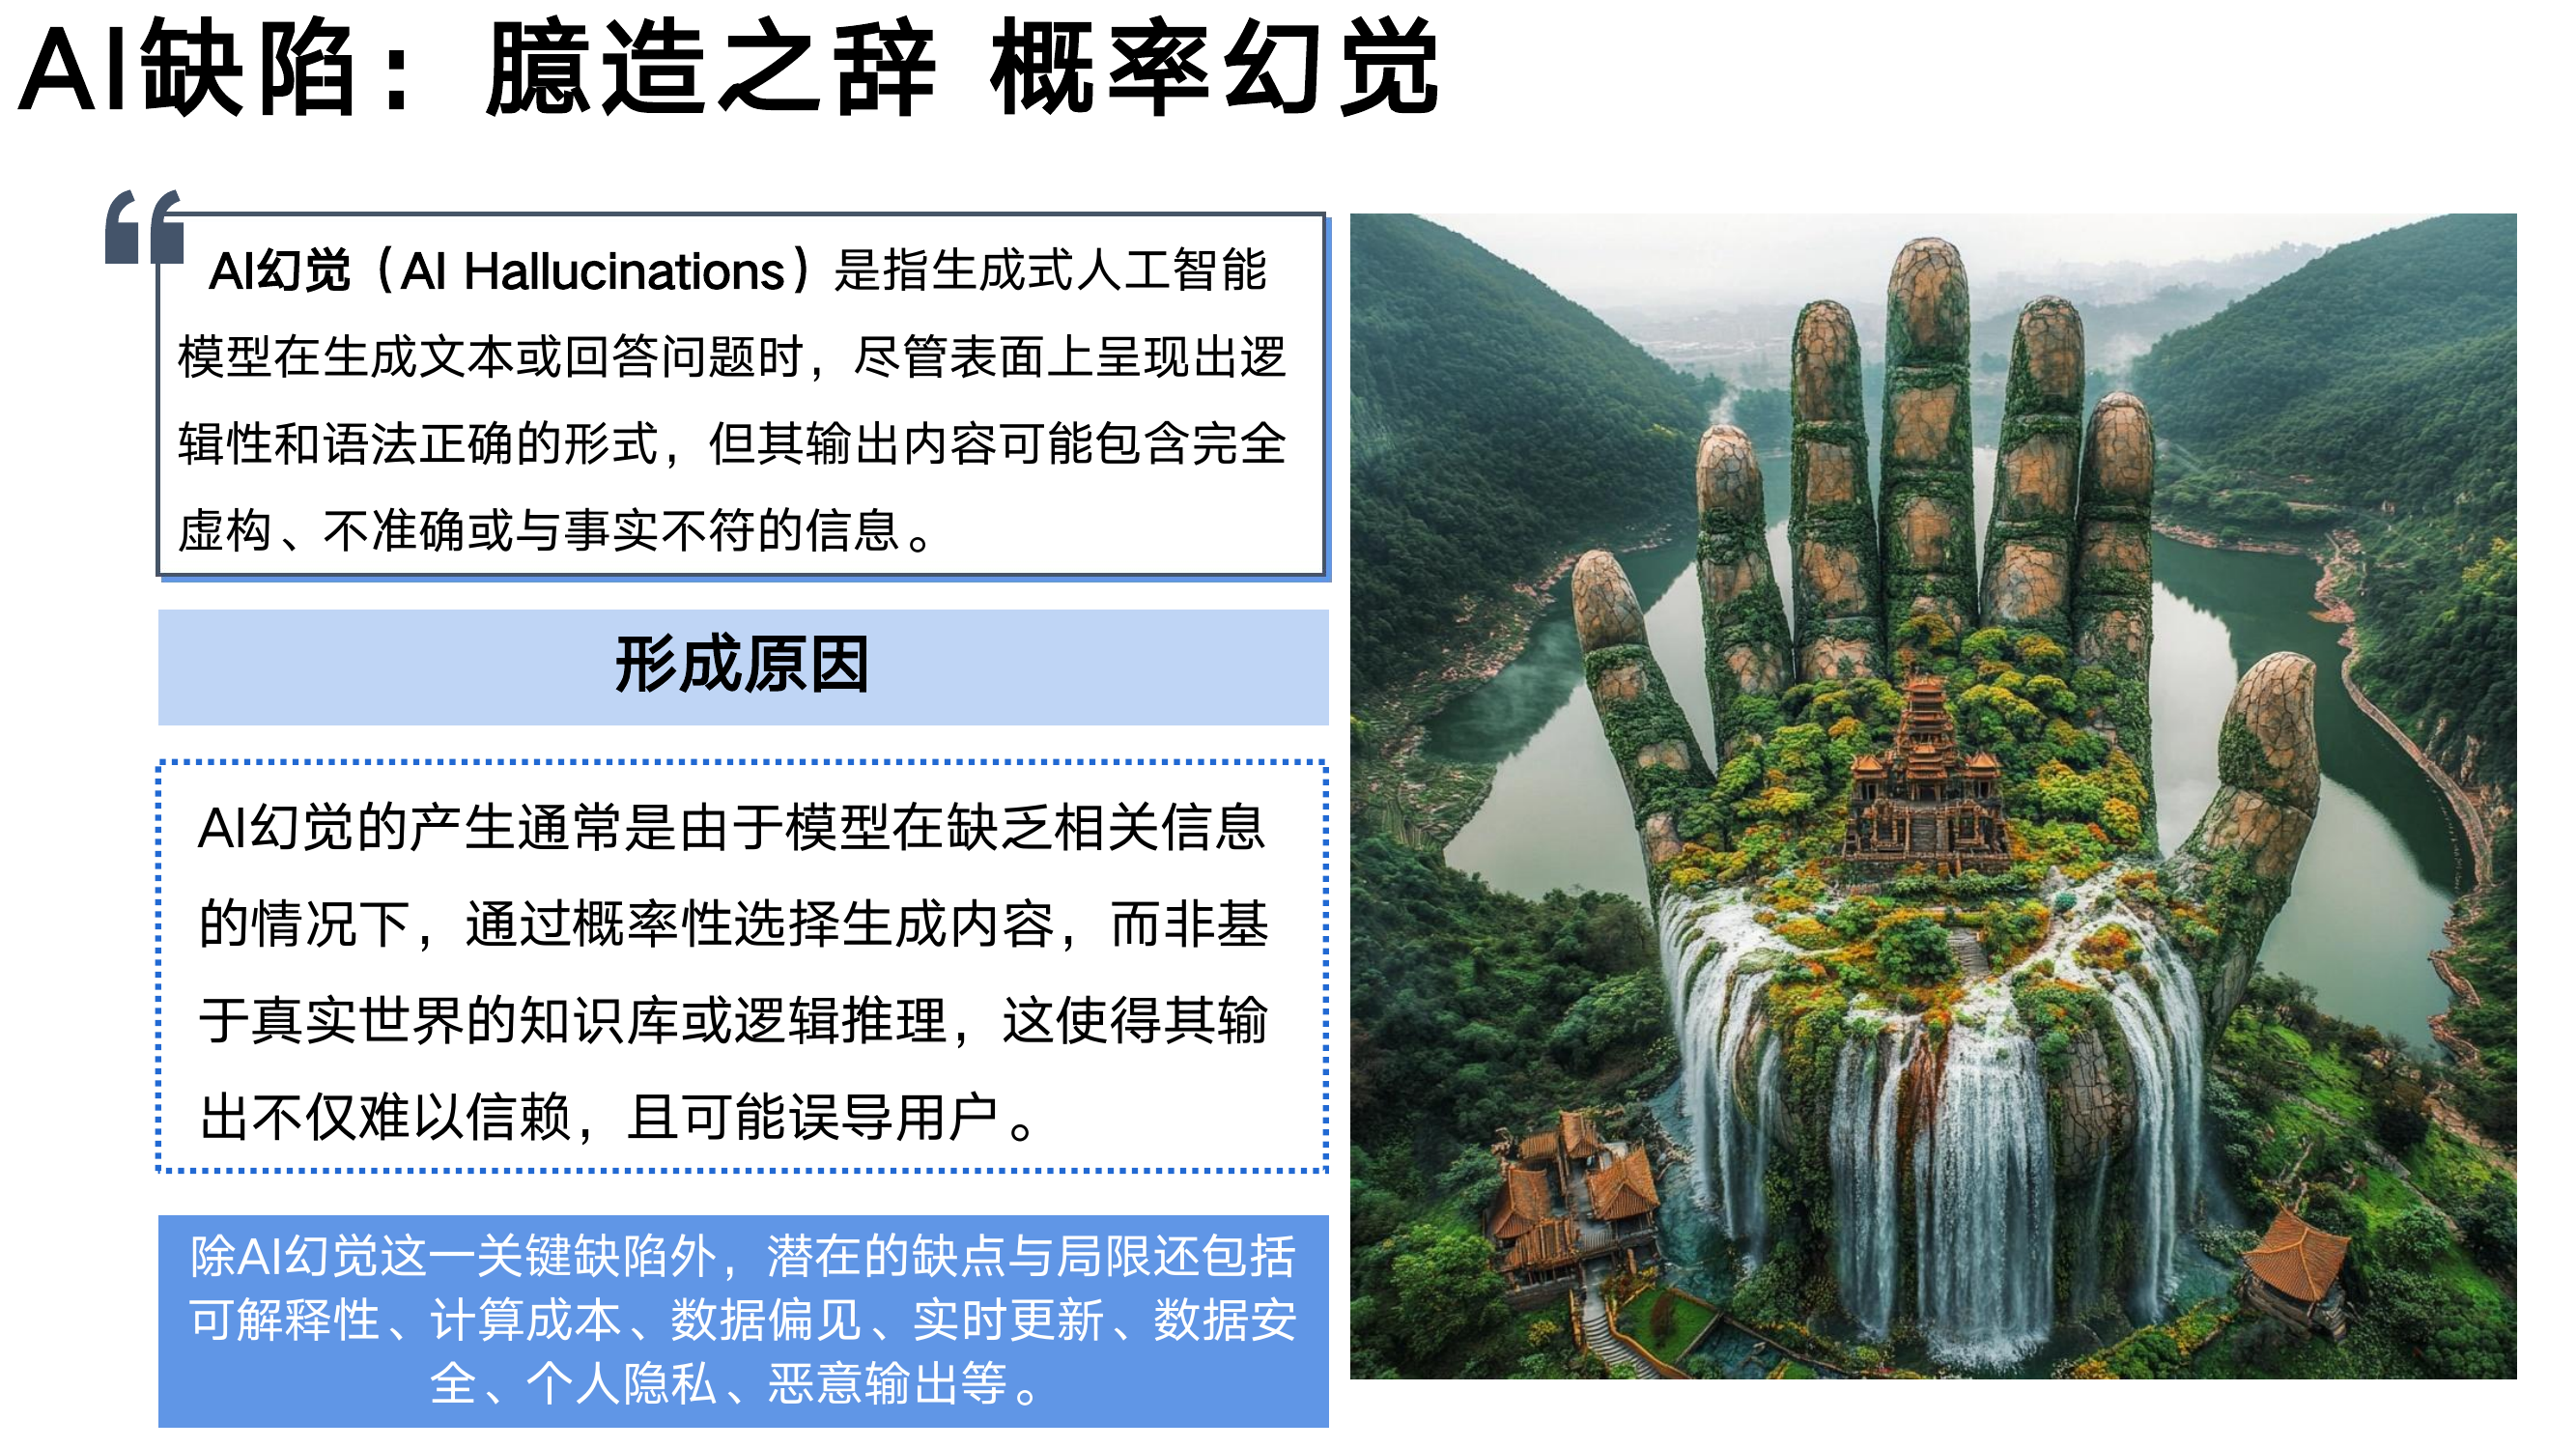 AI缺陷：臆造之辞 概率幻觉
AI幻觉（AI Hallucinations）是指生成式人工智能
模型在生成文本或回答问题时，尽管表面上呈现出逻
辑性和语法正确的形式，但其输出内容可能包含完全
虚构、不准确或与事实不符的信息。
形成原因
AI幻觉的产生通常是由于模型在缺乏相关信息
的情况下，通过概率性选择生成内容，而非基
于真实世界的知识库或逻辑推理，这使得其输
出不仅难以信赖，且可能误导用户。
除AI幻觉这一关键缺陷外，潜在的缺点与局限还包括
可解释性、计算成本、数据偏见、实时更新、数据安
全、个人隐私、恶意输出等。